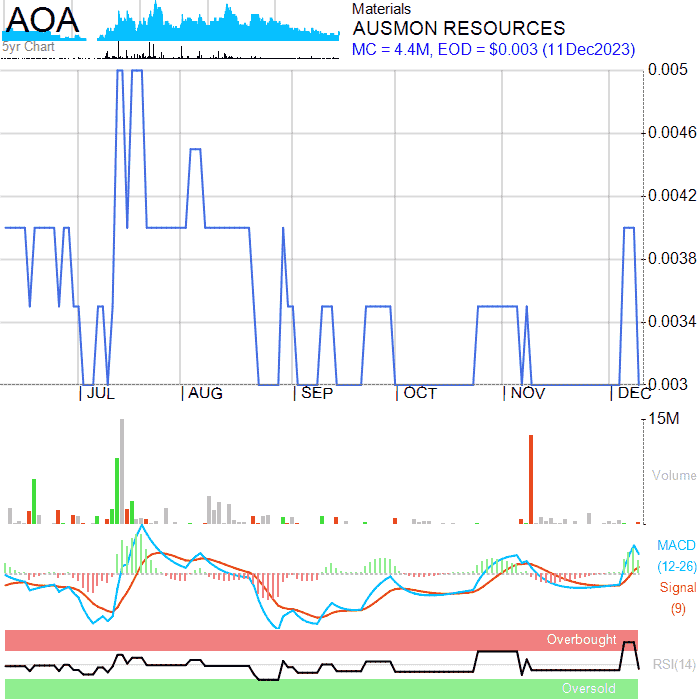 AOA
5yr Chart
Materials
AUSMON RESOURCES
MC = 4.4M, EOD = $0.003 (11Dec2023)
0.005
0.0046
0.0042
0.0038
0.0034
0.003
JUL AUG SEP OCT NOV DEC
15M
Volume
MACD
(12-26)
Signal
(9)
Overbought
RSI(14)
Oversold